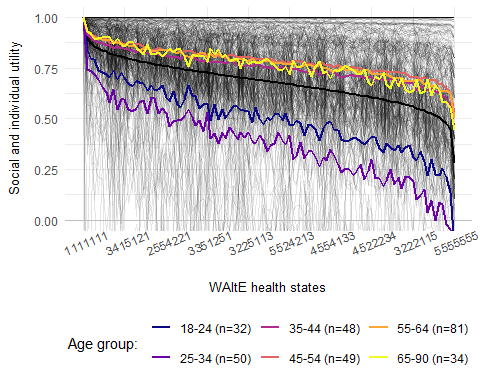 Social and individual utility
1.00
0.75
0.50
0.25
0.00
1111111
3415121
2554221
3351251
3225113
5524213
4554133
4522234
3222115
5555555
WAItE health states
Age group:
18-24 (n=32)
35-44 (n=48)
55-64 (n=81)
25-34 (n=50)
45-54 (n=49)
65-90 (n=34)